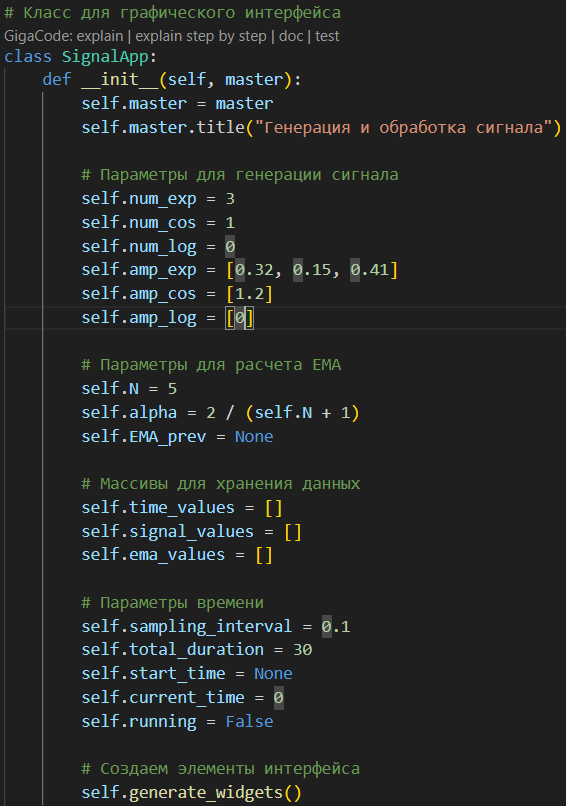 # Класс для графического интерфейса
GigaCode: explain | explain step by step | doc | test
class SignalApp:
    def __init__(self, master):
        self.master = master
        self.master.title("Генерация и обработка сигнала")

        # Параметры для генерации сигнала
        self.num_exp = 3
        self.num_cos = 1
        self.num_log = 0
        self.amp_exp = [0.32, 0.15, 0.41]
        self.amp_cos = [1.2]
        self.amp_log = [0]

        # Параметры для расчета EMA
        self.N = 5
        self.alpha = 2 / (self.N + 1)
        self.EMA_prev = None

        # Массивы для хранения данных
        self.time_values = []
        self.signal_values = []
        self.ema_values = []

        # Параметры времени
        self.sampling_interval = 0.1
        self.total_duration = 30
        self.start_time = None
        self.current_time = 0
        self.running = False

        # Создаем элементы интерфейса
        self.generate_widgets()